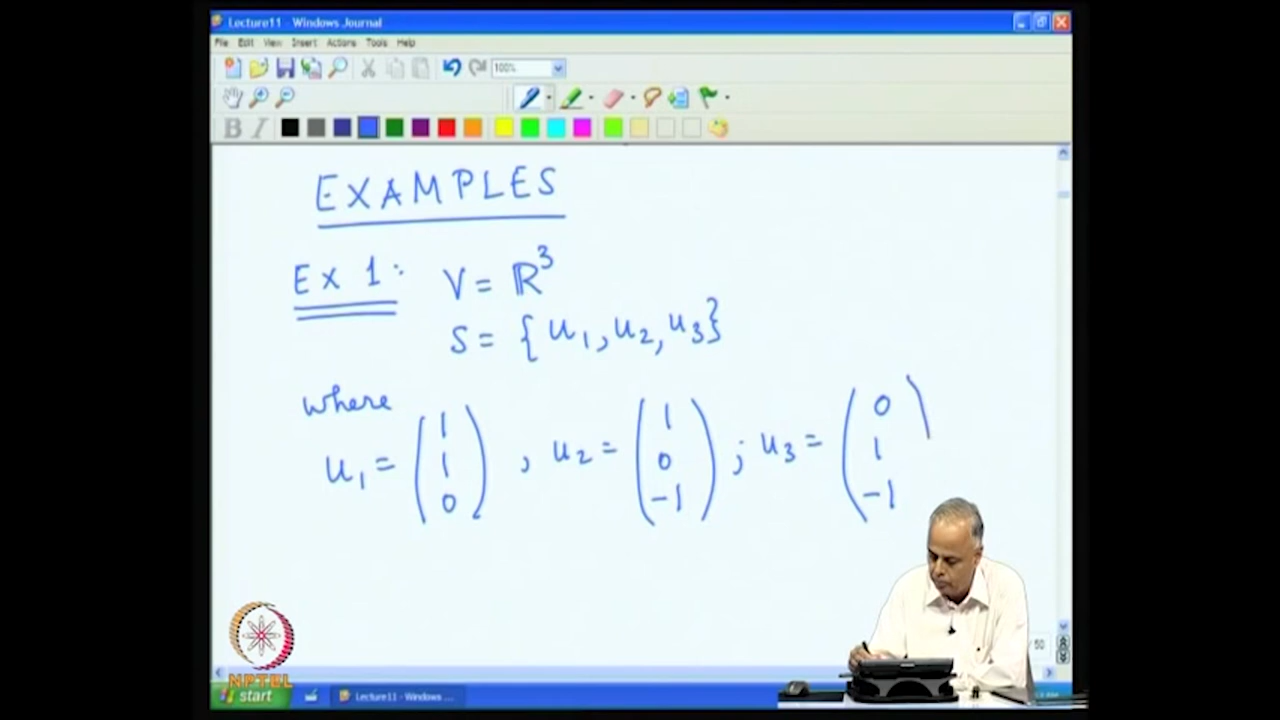 Lecture11 - Windows Journal
File Edit View Insert Actions Tools Help
100%
B I
EXAMPLES
Ex 1: V = ℝ³
S = {u₁, u₂, u₃}
where
u₁ = (1 1 0), u₂ = (1 0 -1); u₃ = (0 1 -1
50
NPTEL
start Lecture11 - Windows ...